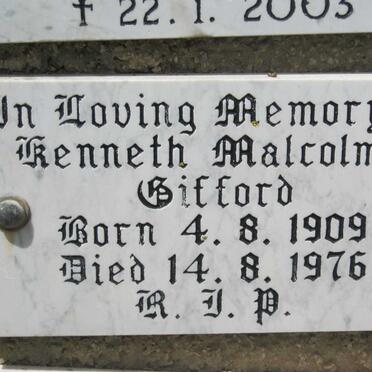 † 22.1.2003
In Loving Memory
Kenneth Malcolm
Gifford
Born 4.8.1909
Died 14.8.1976
R.I.P.